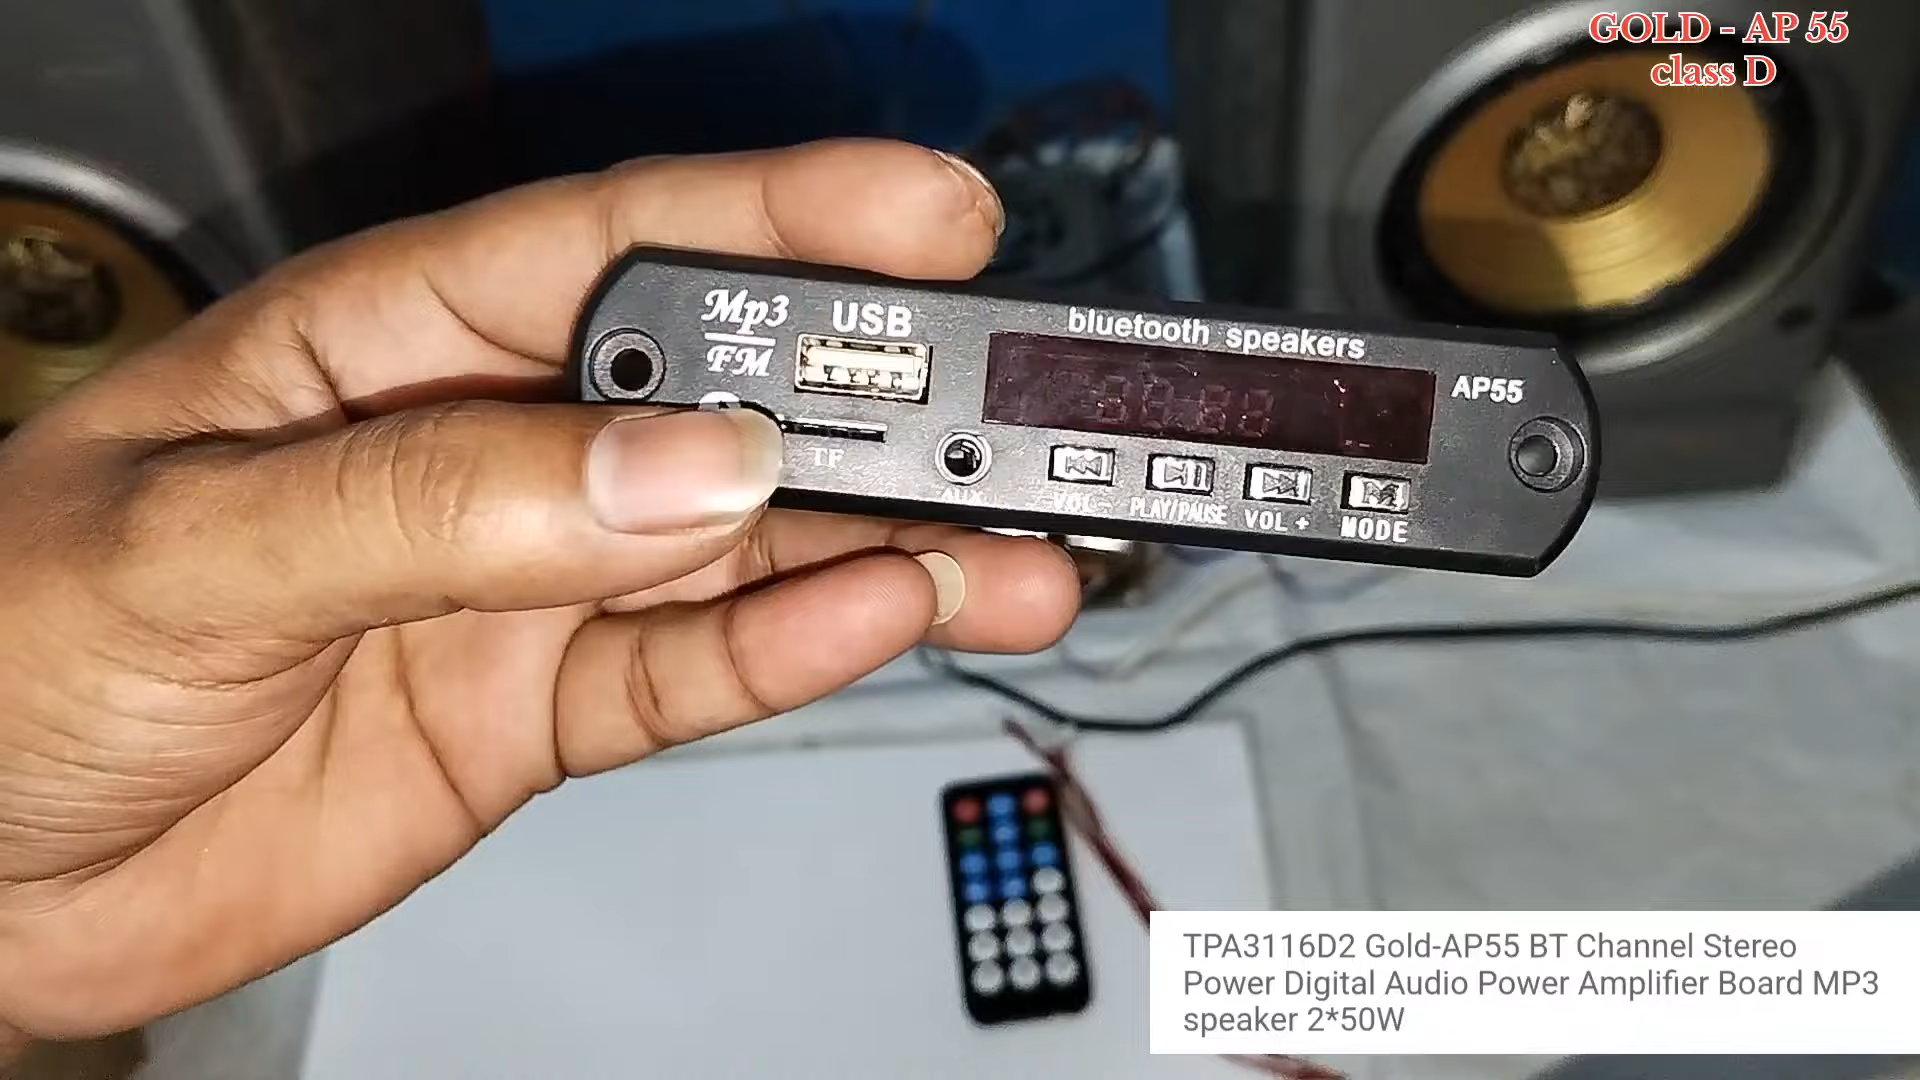 GOLD - AP 55
class D
Mp3
FM
USB
bluetooth speakers
AP55
TF
AUX
VOL -
PLAY/PAUSE
VOL +
MODE
TPA3116D2 Gold-AP55 BT Channel Stereo
Power Digital Audio Power Amplifier Board MP3
speaker 2*50W